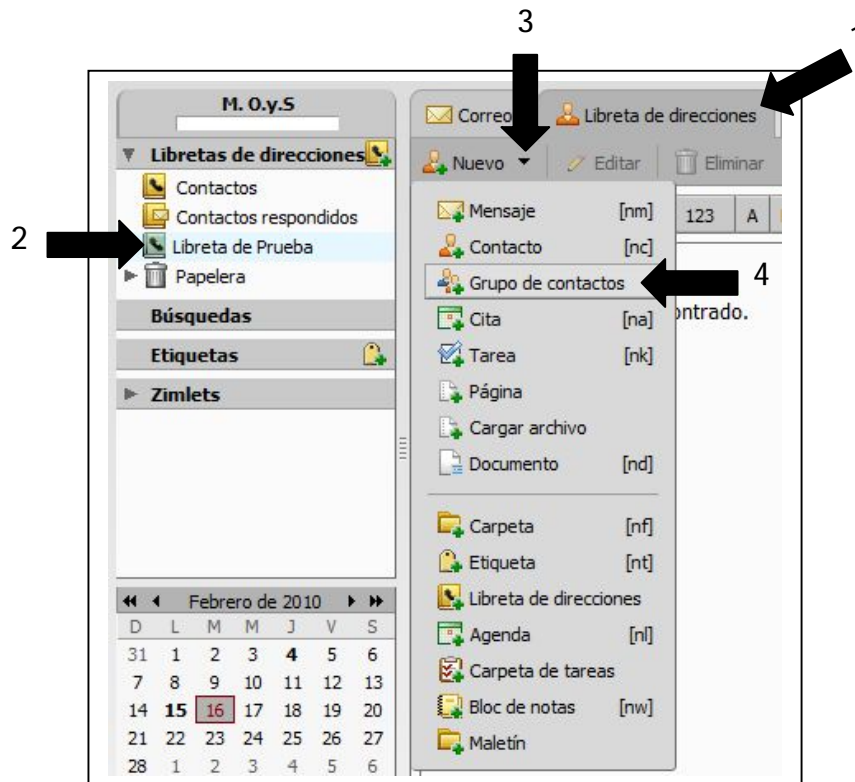 3
1
M. O.y.S
Correo
Libreta de direcciones
Libretas de direcciones
Nuevo
Editar
Eliminar
Contactos
Contactos respondidos
2
Libreta de Prueba
Papelera
Búsquedas
Etiquetas
Zimlets
Mensaje [nm]
123 A
Contacto [nc]
Grupo de contactos
4
Cita [na]
ontrado.
Tarea [nk]
Página
Cargar archivo
Documento [nd]
Carpeta [nf]
Etiqueta [nt]
Libreta de direcciones
Agenda [nl]
Carpeta de tareas
Bloc de notas [nw]
Maletín
Febrero de 2010
D L M M J V S
31 1 2 3 4 5 6
7 8 9 10 11 12 13
14 15 16 17 18 19 20
21 22 23 24 25 26 27
28 1 2 3 4 5 6